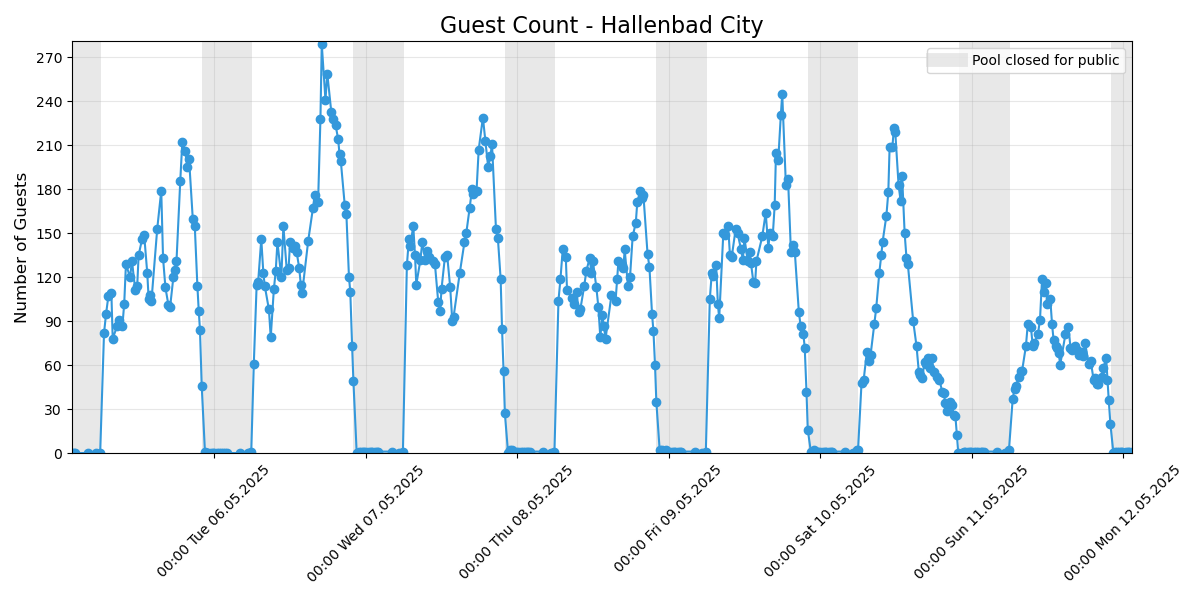 Guest Count - Hallenbad City
Pool closed for public
Number of Guests
270
240
210
180
150
120
90
60
30
0
00:00 Tue 06.05.2025
00:00 Wed 07.05.2025
00:00 Thu 08.05.2025
00:00 Fri 09.05.2025
00:00 Sat 10.05.2025
00:00 Sun 11.05.2025
00:00 Mon 12.05.2025